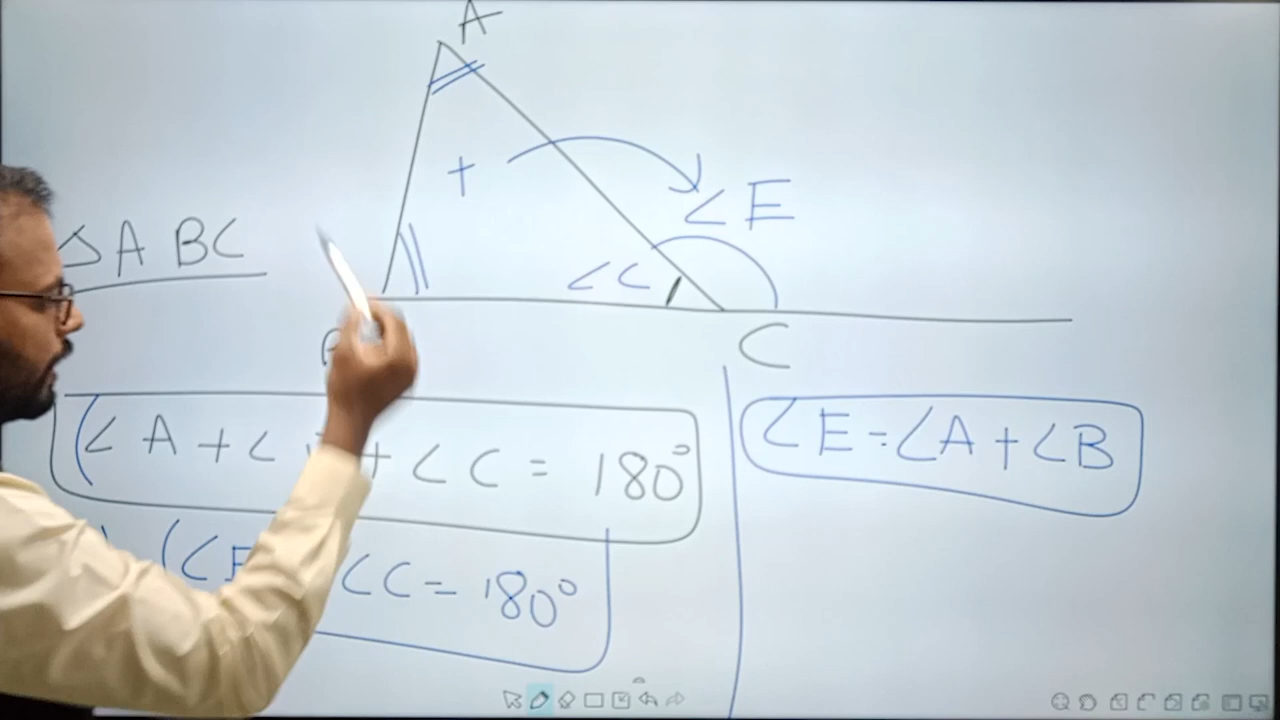 A
∠E
△ABC
∠C
C
(∠A + ∠ + ∠C = 180°
∠E = ∠A + ∠B
(∠E ∠C = 180°